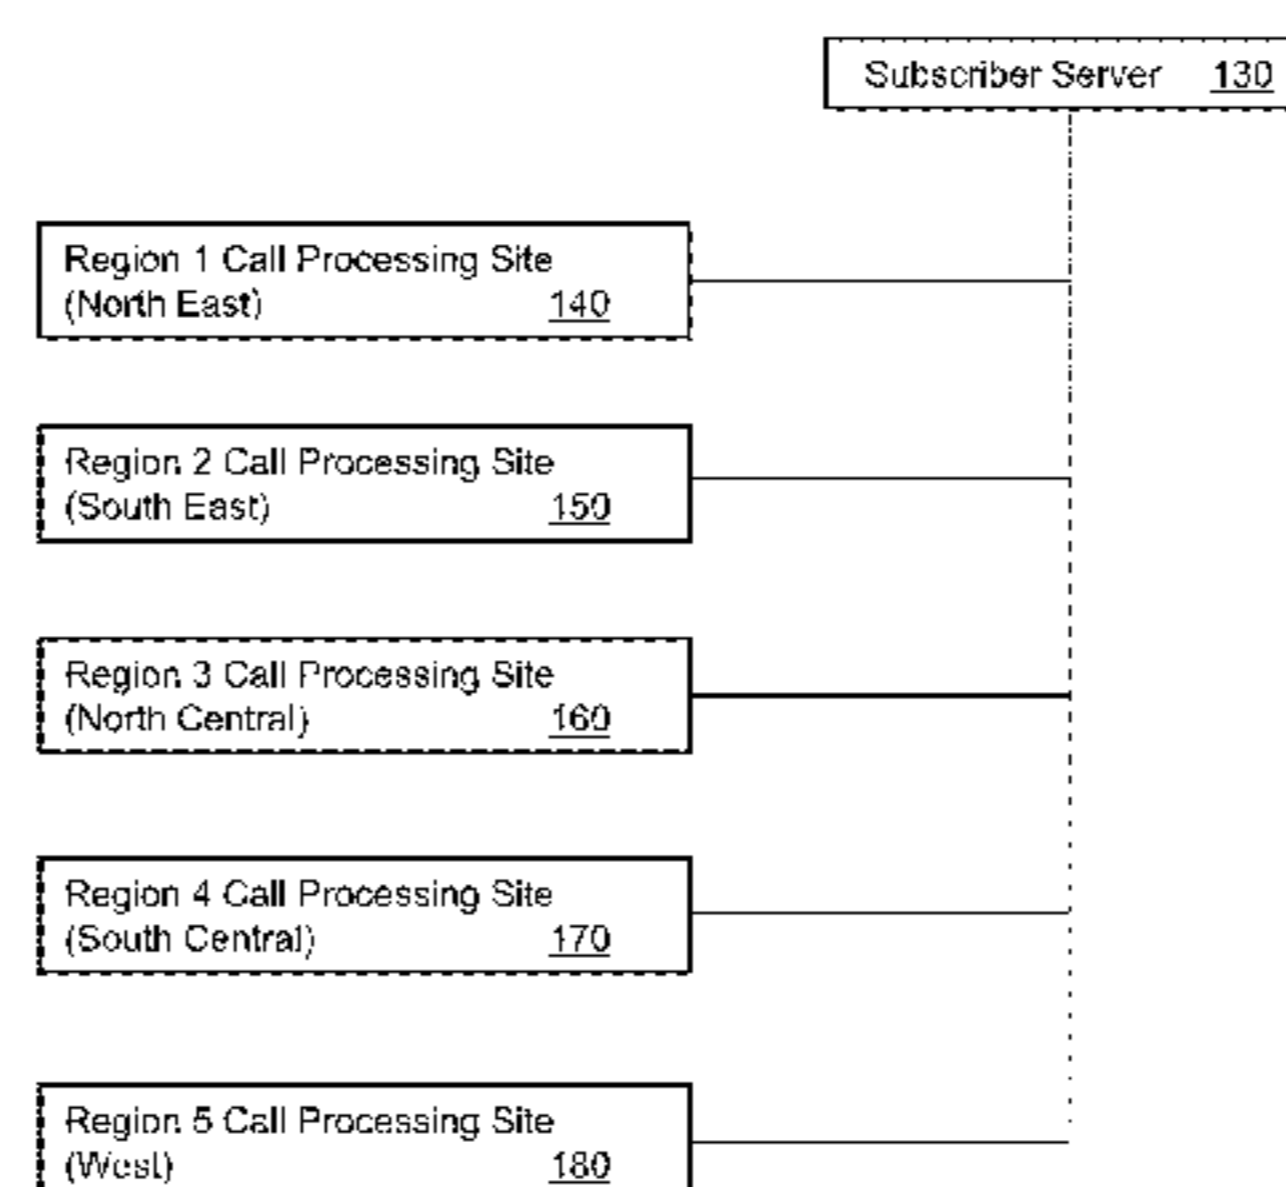 Subscriber Server 130
Region 1 Call Processing Site
(North East) 140
Region 2 Call Processing Site
(South East) 150
Region 3 Call Processing Site
(North Central) 160
Region 4 Call Processing Site
(South Central) 170
Region 5 Call Processing Site
(West) 180